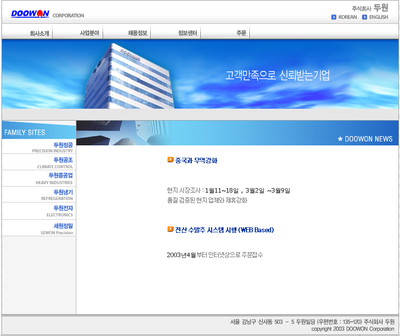 DOOWON CORPORATION
주식회사 두원
KOREAN ENGLISH
회사소개 사업분야 채용정보 정보센터 주문
고객만족으로 신뢰받는기업
FAMILY SITES
★ DOOWON NEWS
두원정공
PRECISION INDUSTRY
두원공조
CLIMATE CONTROL
두원중공업
HEAVY INDUSTRIES
두원냉기
REFRIGERATION
두원전자
ELECTRONICS
세원정밀
SEWON Precision
중국과 무역강화
현지 시장조사 : 1월11~18일 , 3월2일 ~3월9일
품질 검증된 현지 업체와 제휴강화
전산 수발주 시스템 시행 (WEB Based)
2003년4월 부터 인터넷상으로 주문접수
서울 강남구 신사동 503 - 5 두원빌딩 (우편번호 : 135-120) 주식회사 두원
copyright 2003 DOOWON Corporation